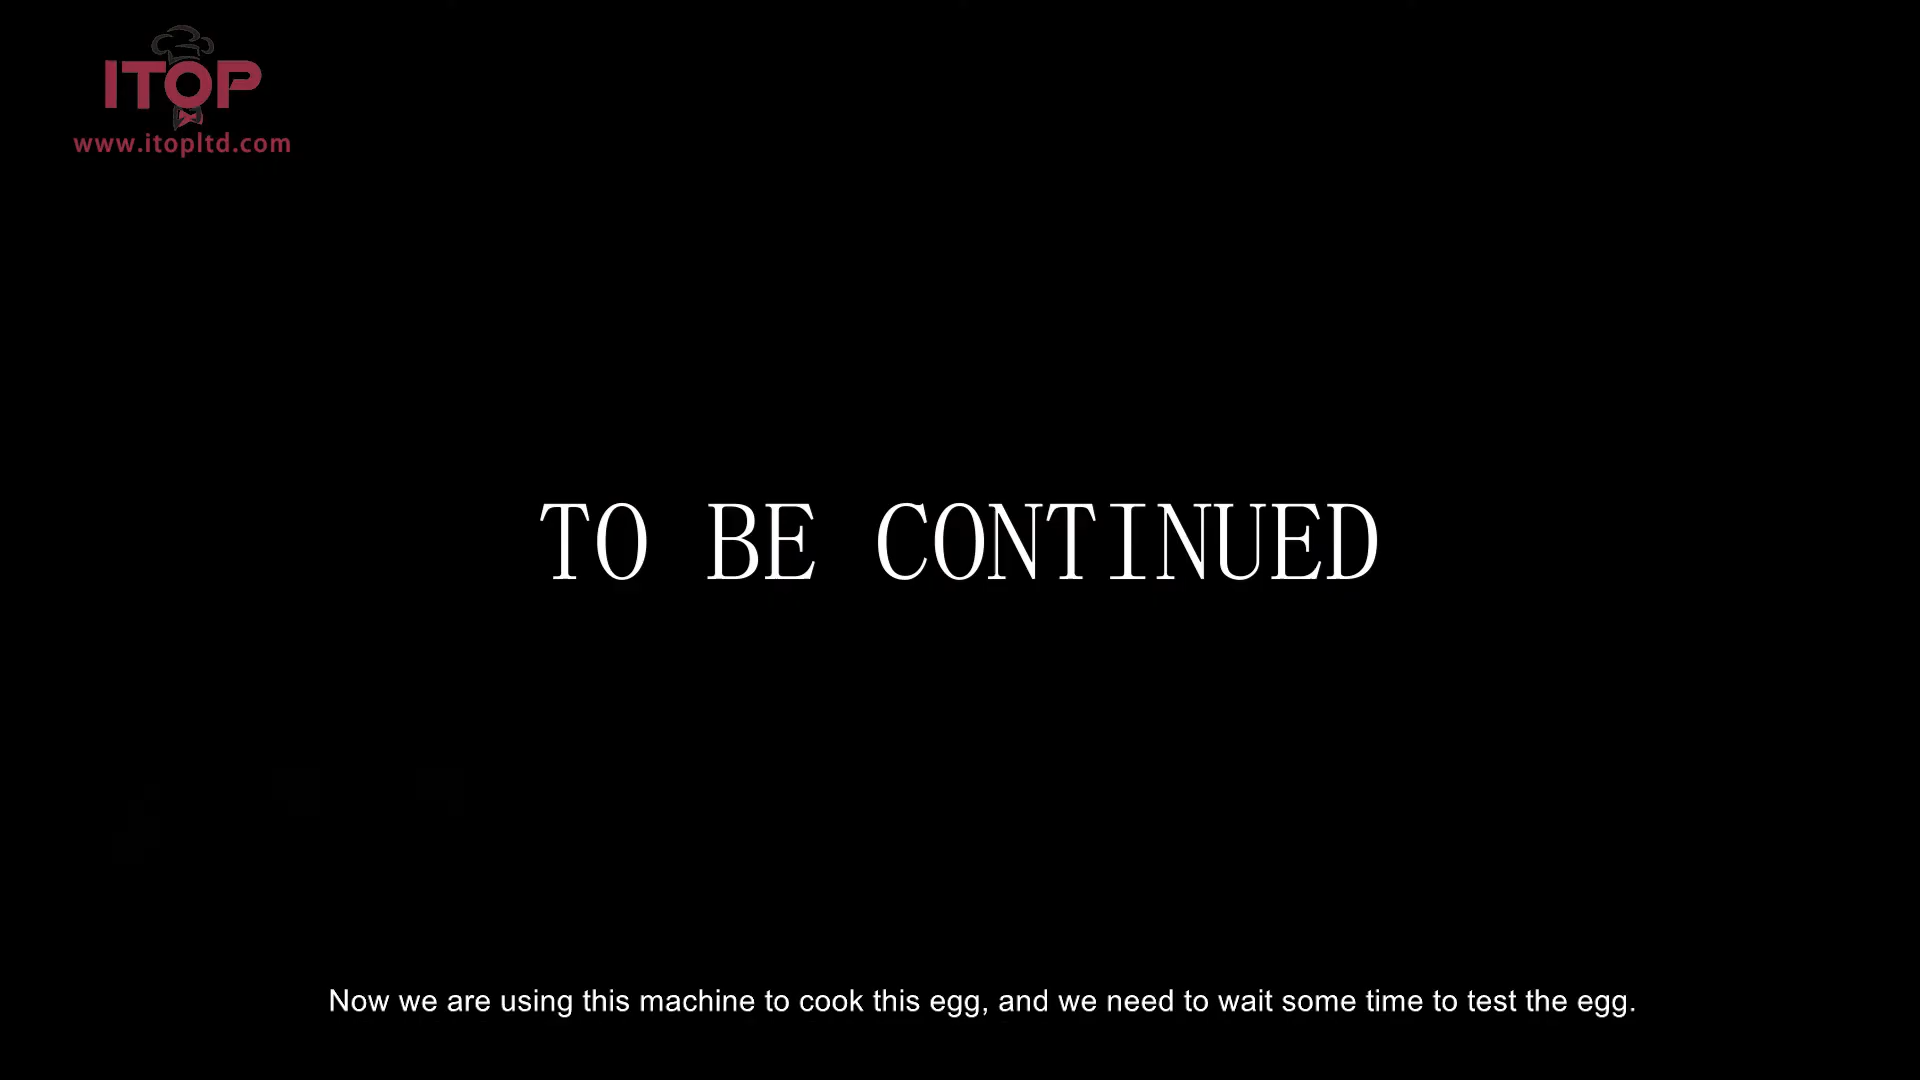 ITOP
www.itopltd.com
TO BE CONTINUED
Now we are using this machine to cook this egg, and we need to wait some time to test the egg.